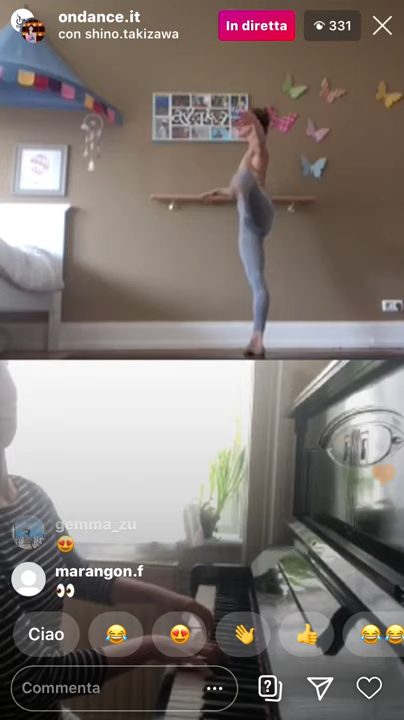 ondance.it
con shino.takizawa
In diretta
331
gemma_zu
😍
marangon.f
👀
Ciao
😂
😍
👋
👍
😂😂
Commenta